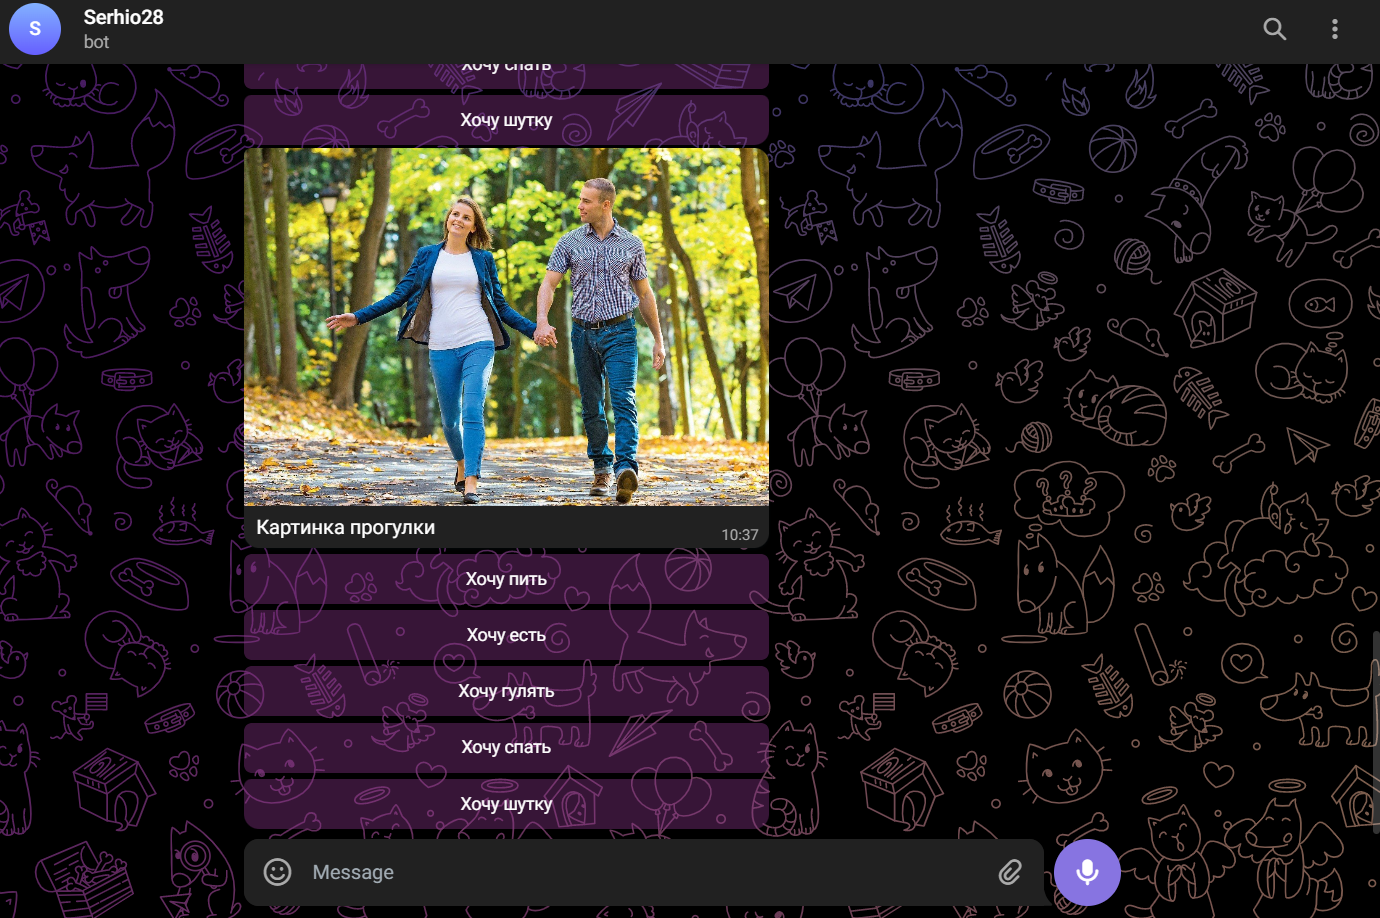 S
Serhio28
bot
Хочу спать
Хочу шутку
Картинка прогулки
10:37
Хочу пить
Хочу есть
Хочу гулять
Хочу спать
Хочу шутку
Message